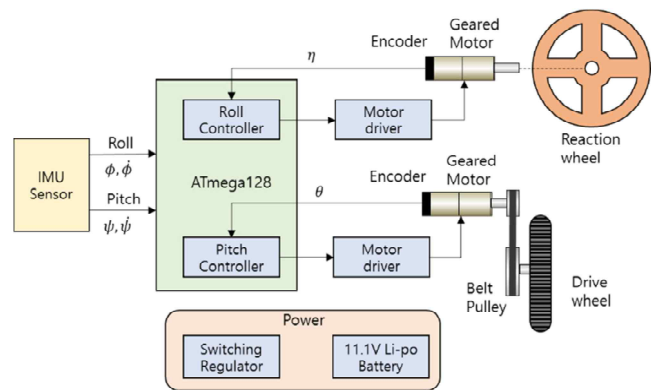 Geared
Encoder Motor
η
Roll
Controller
Motor
driver
Reaction
wheel
IMU
Sensor
Roll
ϕ, ϕ̇
Pitch
ψ, ψ̇
ATmega128
Geared
Encoder Motor
θ
Pitch
Controller
Motor
driver
Belt
Pulley
Drive
wheel
Power
Switching
Regulator
11.1V Li-po
Battery